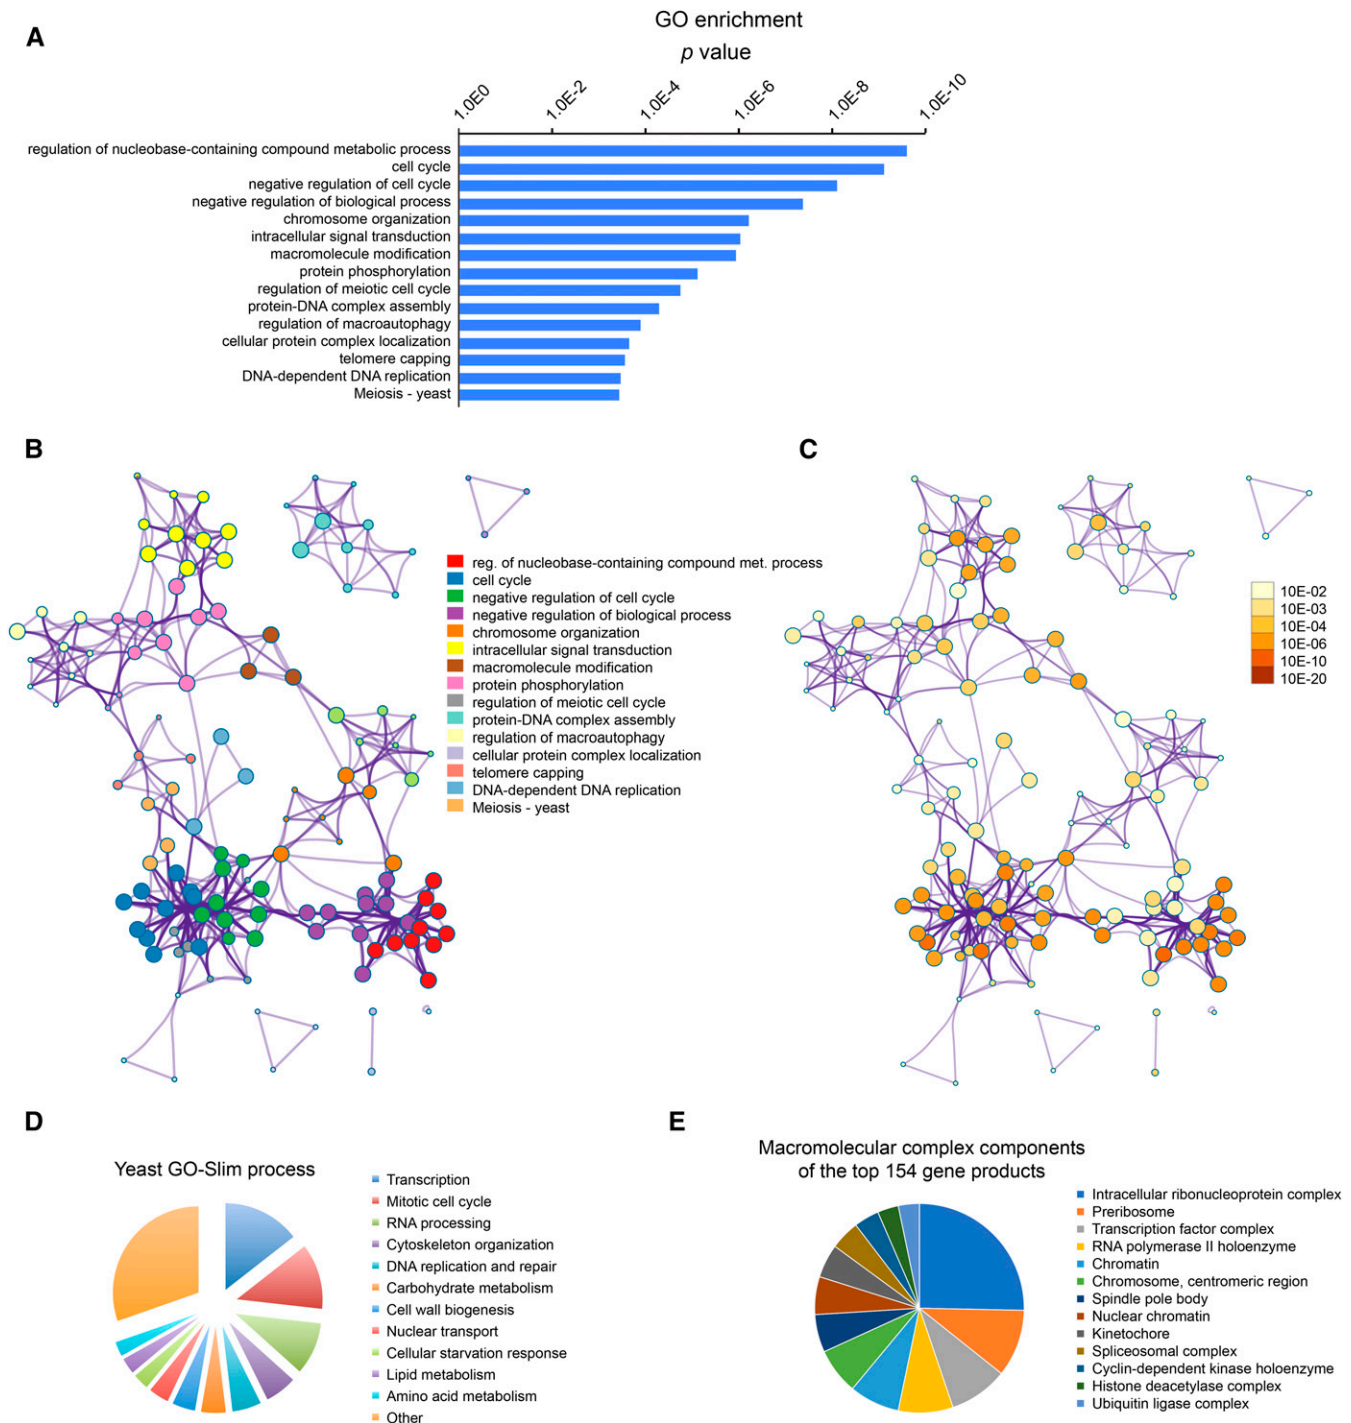 A
GO enrichment
p value
1.0E0
1.0E-2
1.0E-4
1.0E-6
1.0E-8
1.0E-10
regulation of nucleobase-containing compound metabolic process
cell cycle
negative regulation of cell cycle
negative regulation of biological process
chromosome organization
intracellular signal transduction
macromolecule modification
protein phosphorylation
regulation of meiotic cell cycle
protein-DNA complex assembly
regulation of macroautophagy
cellular protein complex localization
telomere capping
DNA-dependent DNA replication
Meiosis - yeast
B
reg. of nucleobase-containing compound met. process
cell cycle
negative regulation of cell cycle
negative regulation of biological process
chromosome organization
intracellular signal transduction
macromolecule modification
protein phosphorylation
regulation of meiotic cell cycle
protein-DNA complex assembly
regulation of macroautophagy
cellular protein complex localization
telomere capping
DNA-dependent DNA replication
Meiosis - yeast
C
10E-02
10E-03
10E-04
10E-06
10E-10
10E-20
D
Yeast GO-Slim process
Transcription
Mitotic cell cycle
RNA processing
Cytoskeleton organization
DNA replication and repair
Carbohydrate metabolism
Cell wall biogenesis
Nuclear transport
Cellular starvation response
Lipid metabolism
Amino acid metabolism
Other
E
Macromolecular complex components
of the top 154 gene products
Intracellular ribonucleoprotein complex
Preribosome
Transcription factor complex
RNA polymerase II holoenzyme
Chromatin
Chromosome, centromeric region
Spindle pole body
Nuclear chromatin
Kinetochore
Spliceosomal complex
Cyclin-dependent kinase holoenzyme
Histone deacetylase complex
Ubiquitin ligase complex